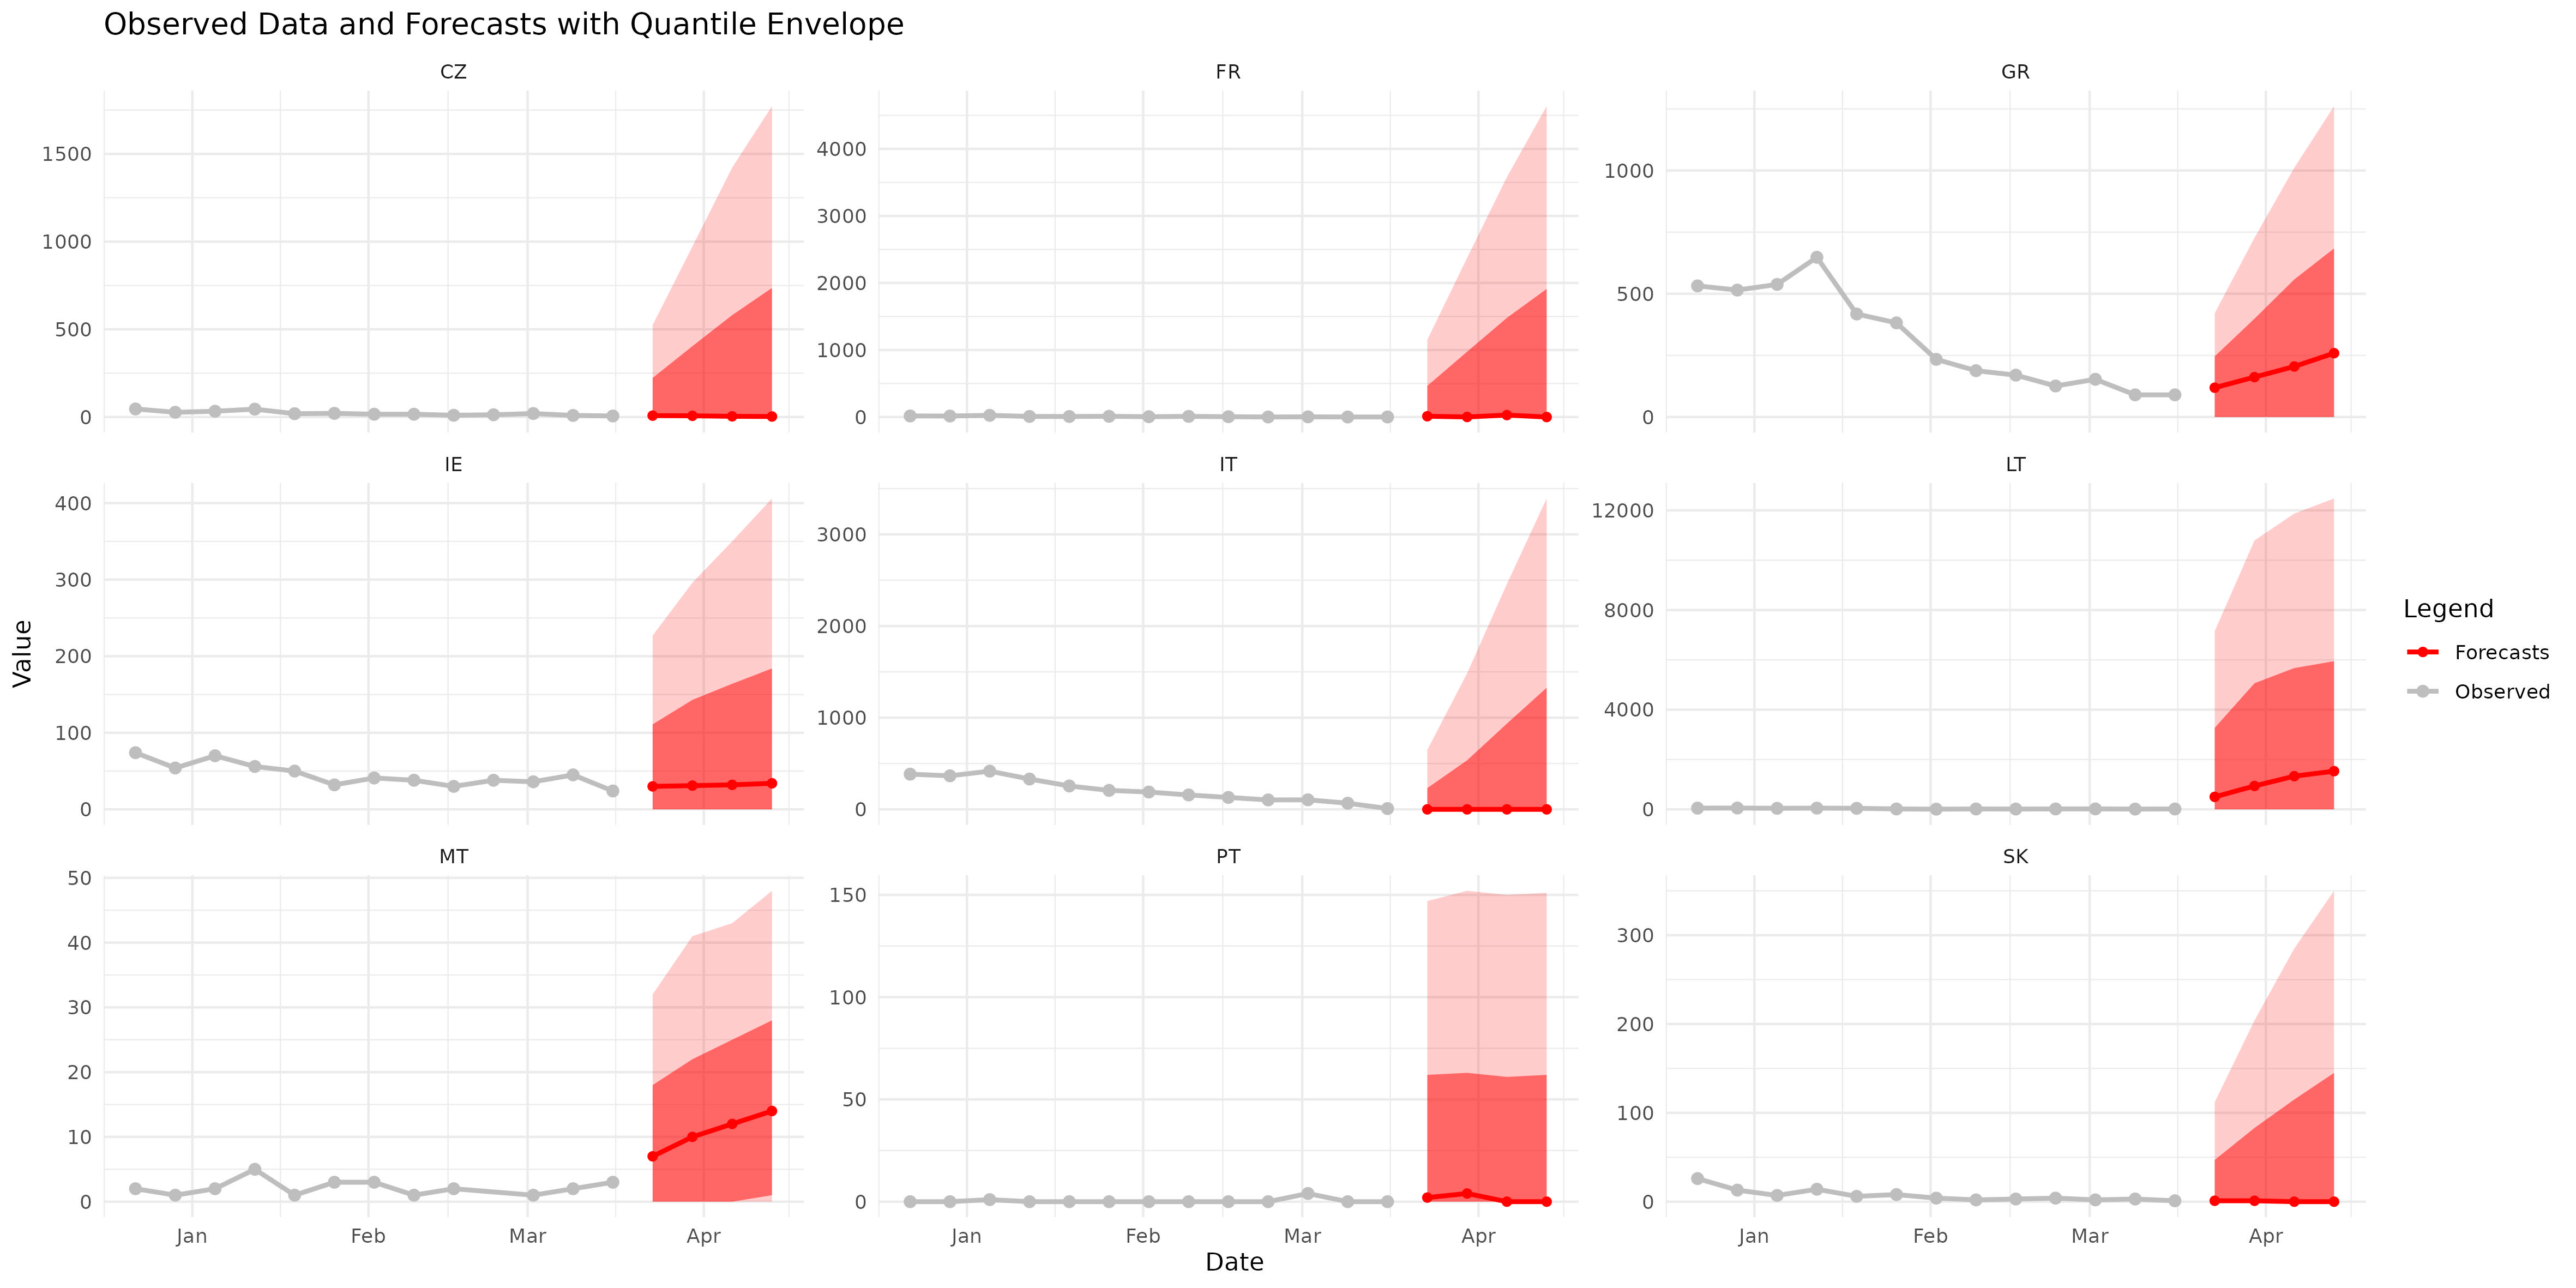 Observed Data and Forecasts with Quantile Envelope
CZ
FR
GR
1500
1000
500
0
4000
3000
2000
1000
0
1000
500
0
IE
IT
LT
400
300
200
100
0
3000
2000
1000
0
12000
8000
4000
0
Value
Legend
Forecasts
Observed
MT
PT
SK
50
40
30
20
10
0
150
100
50
0
300
200
100
0
Jan Feb Mar Apr
Jan Feb Mar Apr
Jan Feb Mar Apr
Date